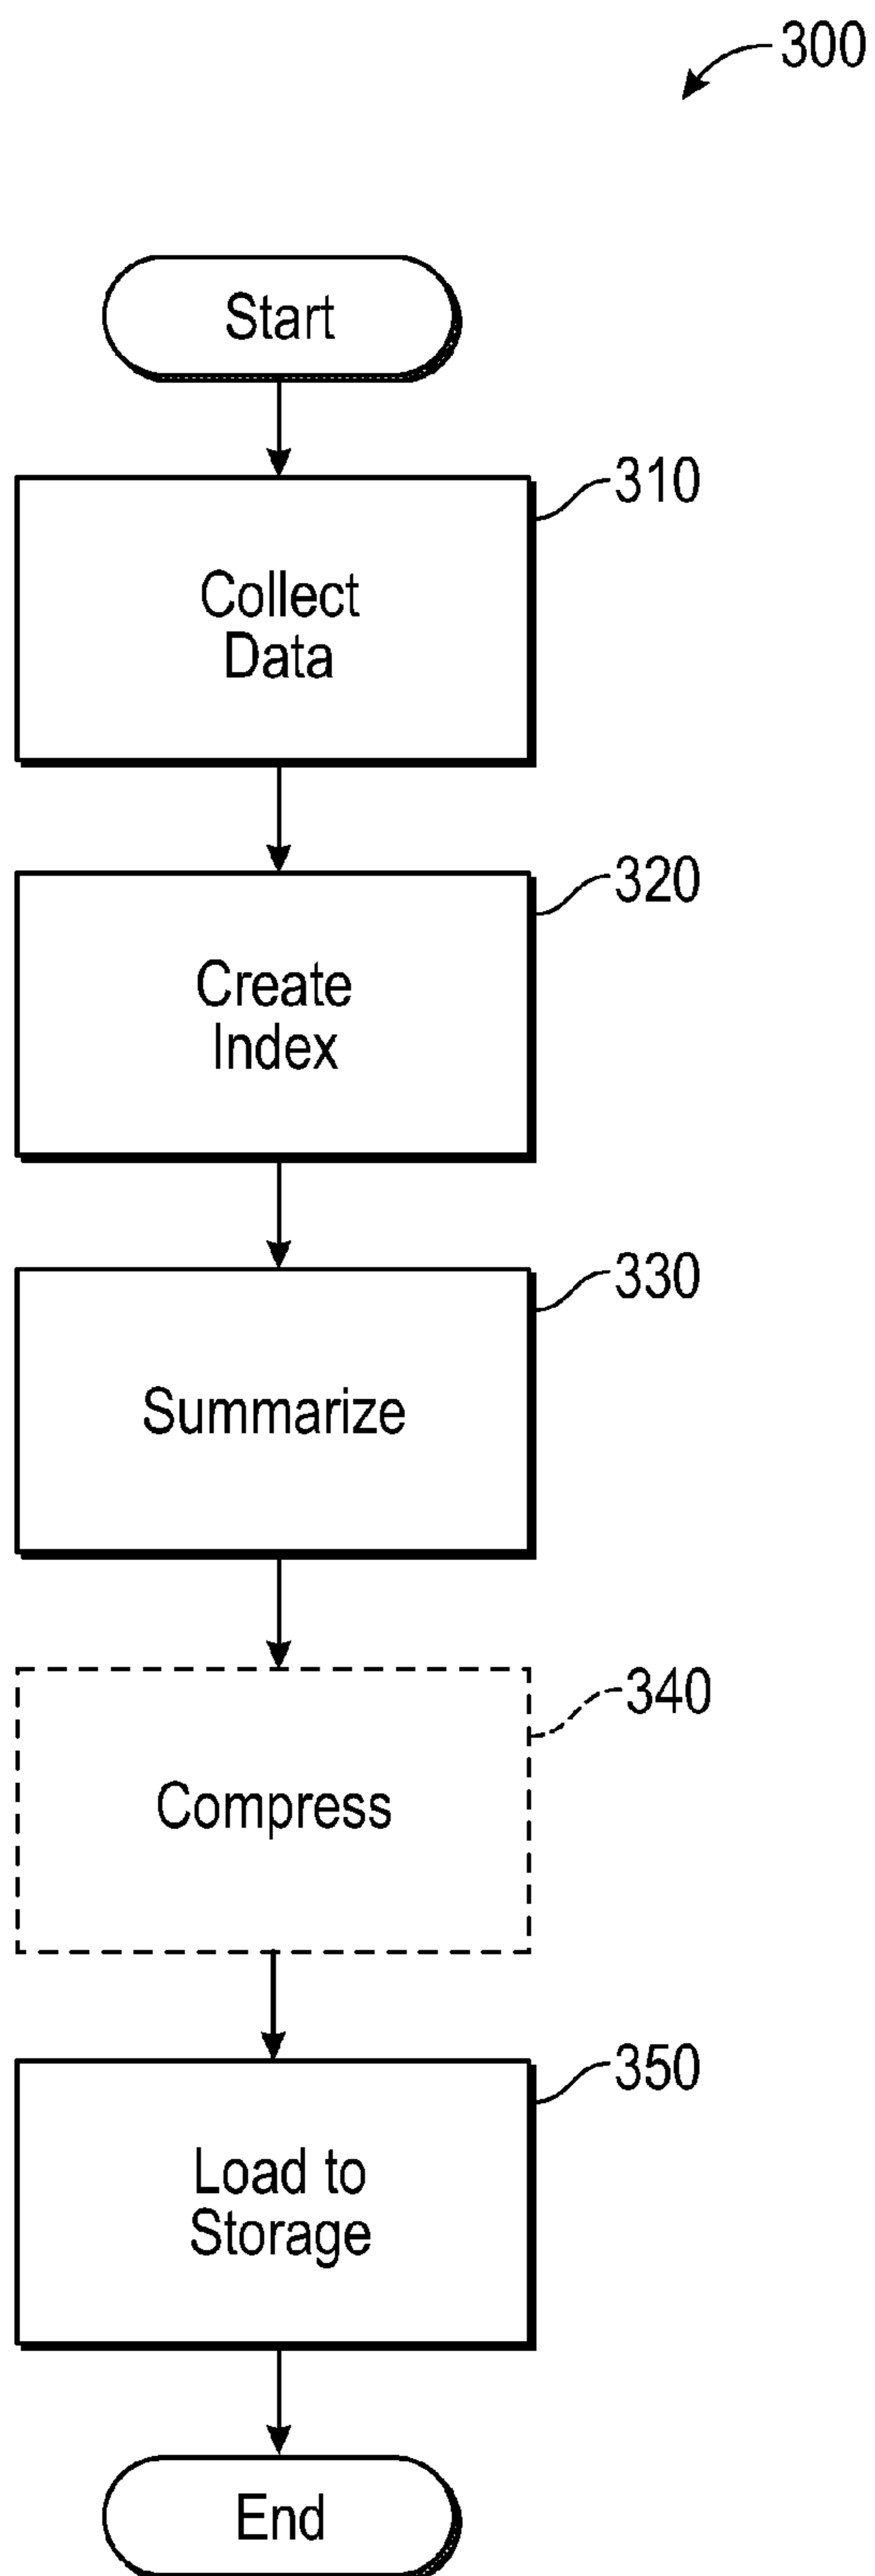 300
Start
310
Collect
Data
320
Create
Index
330
Summarize
340
Compress
350
Load to
Storage
End